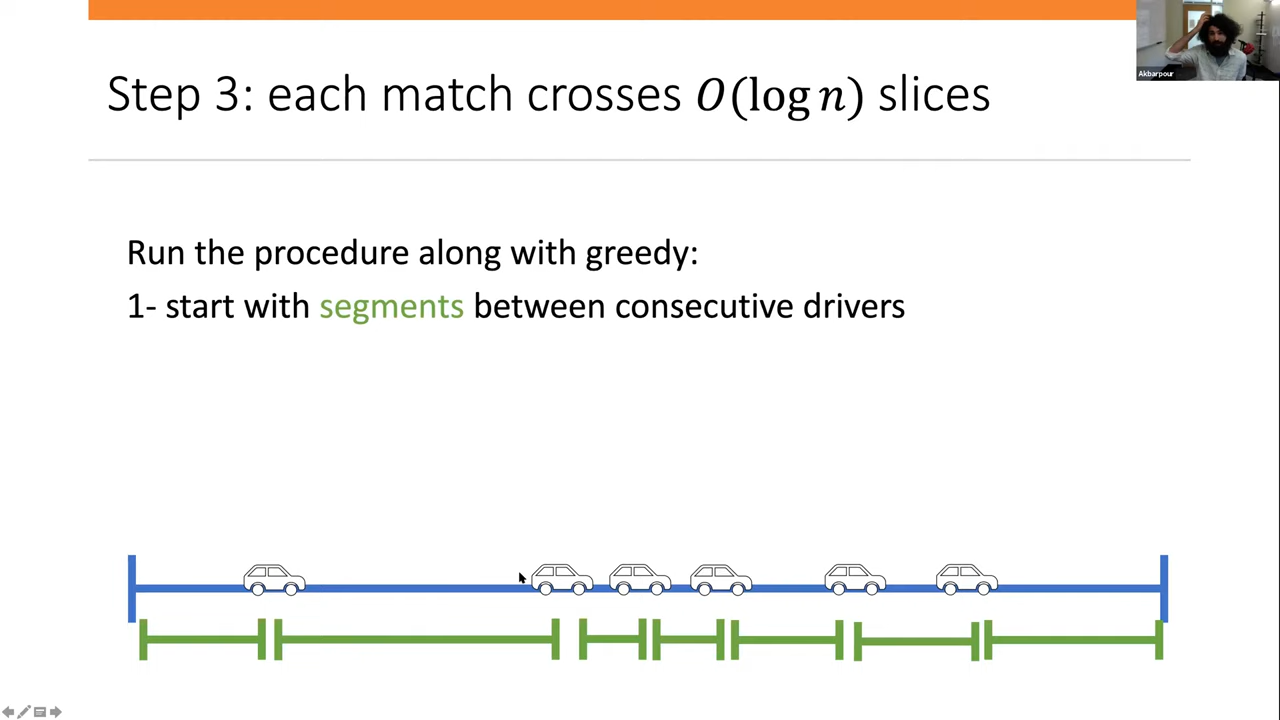 Akbarpour
Step 3: each match crosses O(log n) slices
Run the procedure along with greedy:
1- start with segments between consecutive drivers